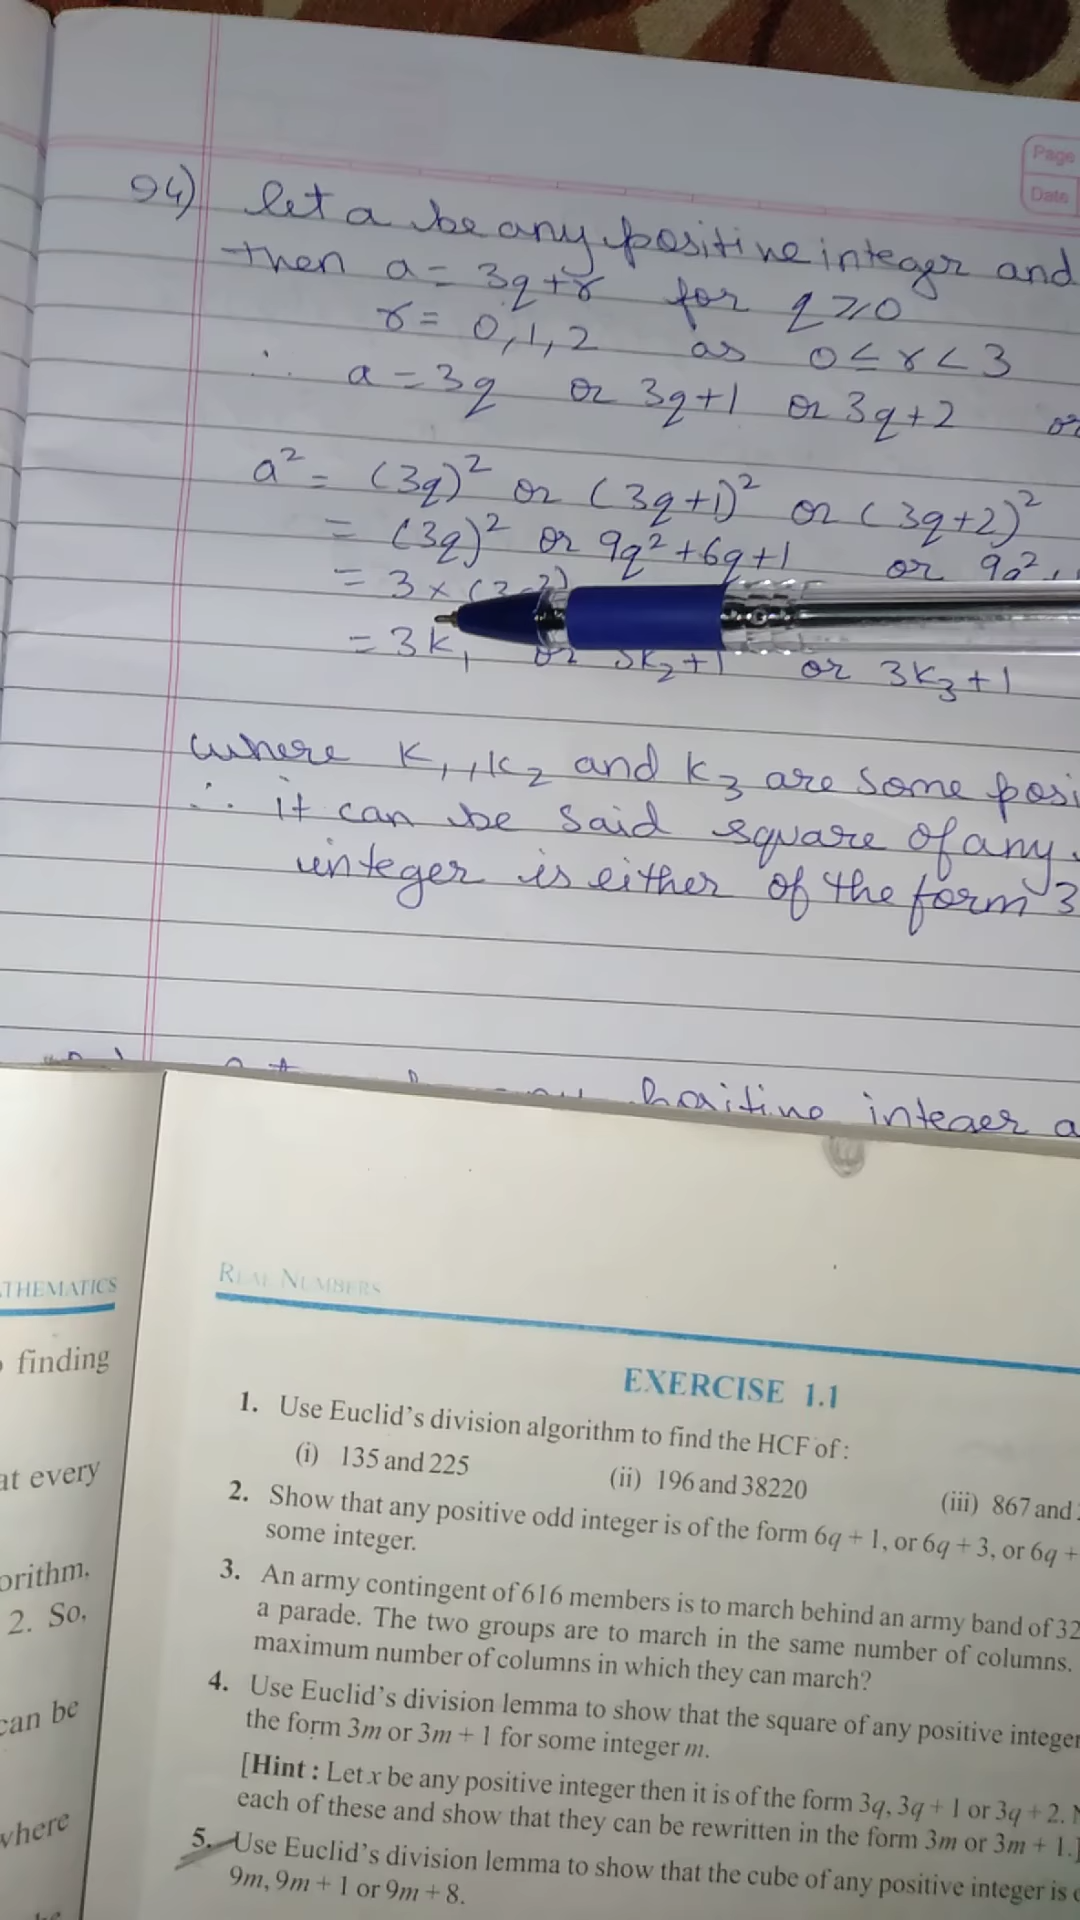 Page
Date
Q4) let a be any positive integer and
then a = 3q+r for q ≥ 0
r = 0,1,2 as 0 ≤ r < 3
∴ a = 3q or 3q+1 or 3q+2 or
a² = (3q)² or (3q+1)² or (3q+2)²
= (3q)² or 9q²+6q+1 or 9q²
= 3 × (3q²)
= 3k₁ or 3k₂+1 or 3k₃+1
where k₁, k₂ and k₃ are some posi
∴ it can be said square of any
integer is either of the form 3
positive integer a
THEMATICS
finding
at every
orithm,
2. So,
can be
where
REAL NUMBERS
EXERCISE 1.1
1. Use Euclid's division algorithm to find the HCF of :
(i) 135 and 225 (ii) 196 and 38220 (iii) 867 and
2. Show that any positive odd integer is of the form 6q + 1, or 6q + 3, or 6q +
some integer.
3. An army contingent of 616 members is to march behind an army band of 32
a parade. The two groups are to march in the same number of columns.
maximum number of columns in which they can march?
4. Use Euclid's division lemma to show that the square of any positive integer
the form 3m or 3m + 1 for some integer m.
[Hint : Let x be any positive integer then it is of the form 3q, 3q + 1 or 3q + 2. N
each of these and show that they can be rewritten in the form 3m or 3m + 1.]
5. Use Euclid's division lemma to show that the cube of any positive integer is
9m, 9m + 1 or 9m + 8.